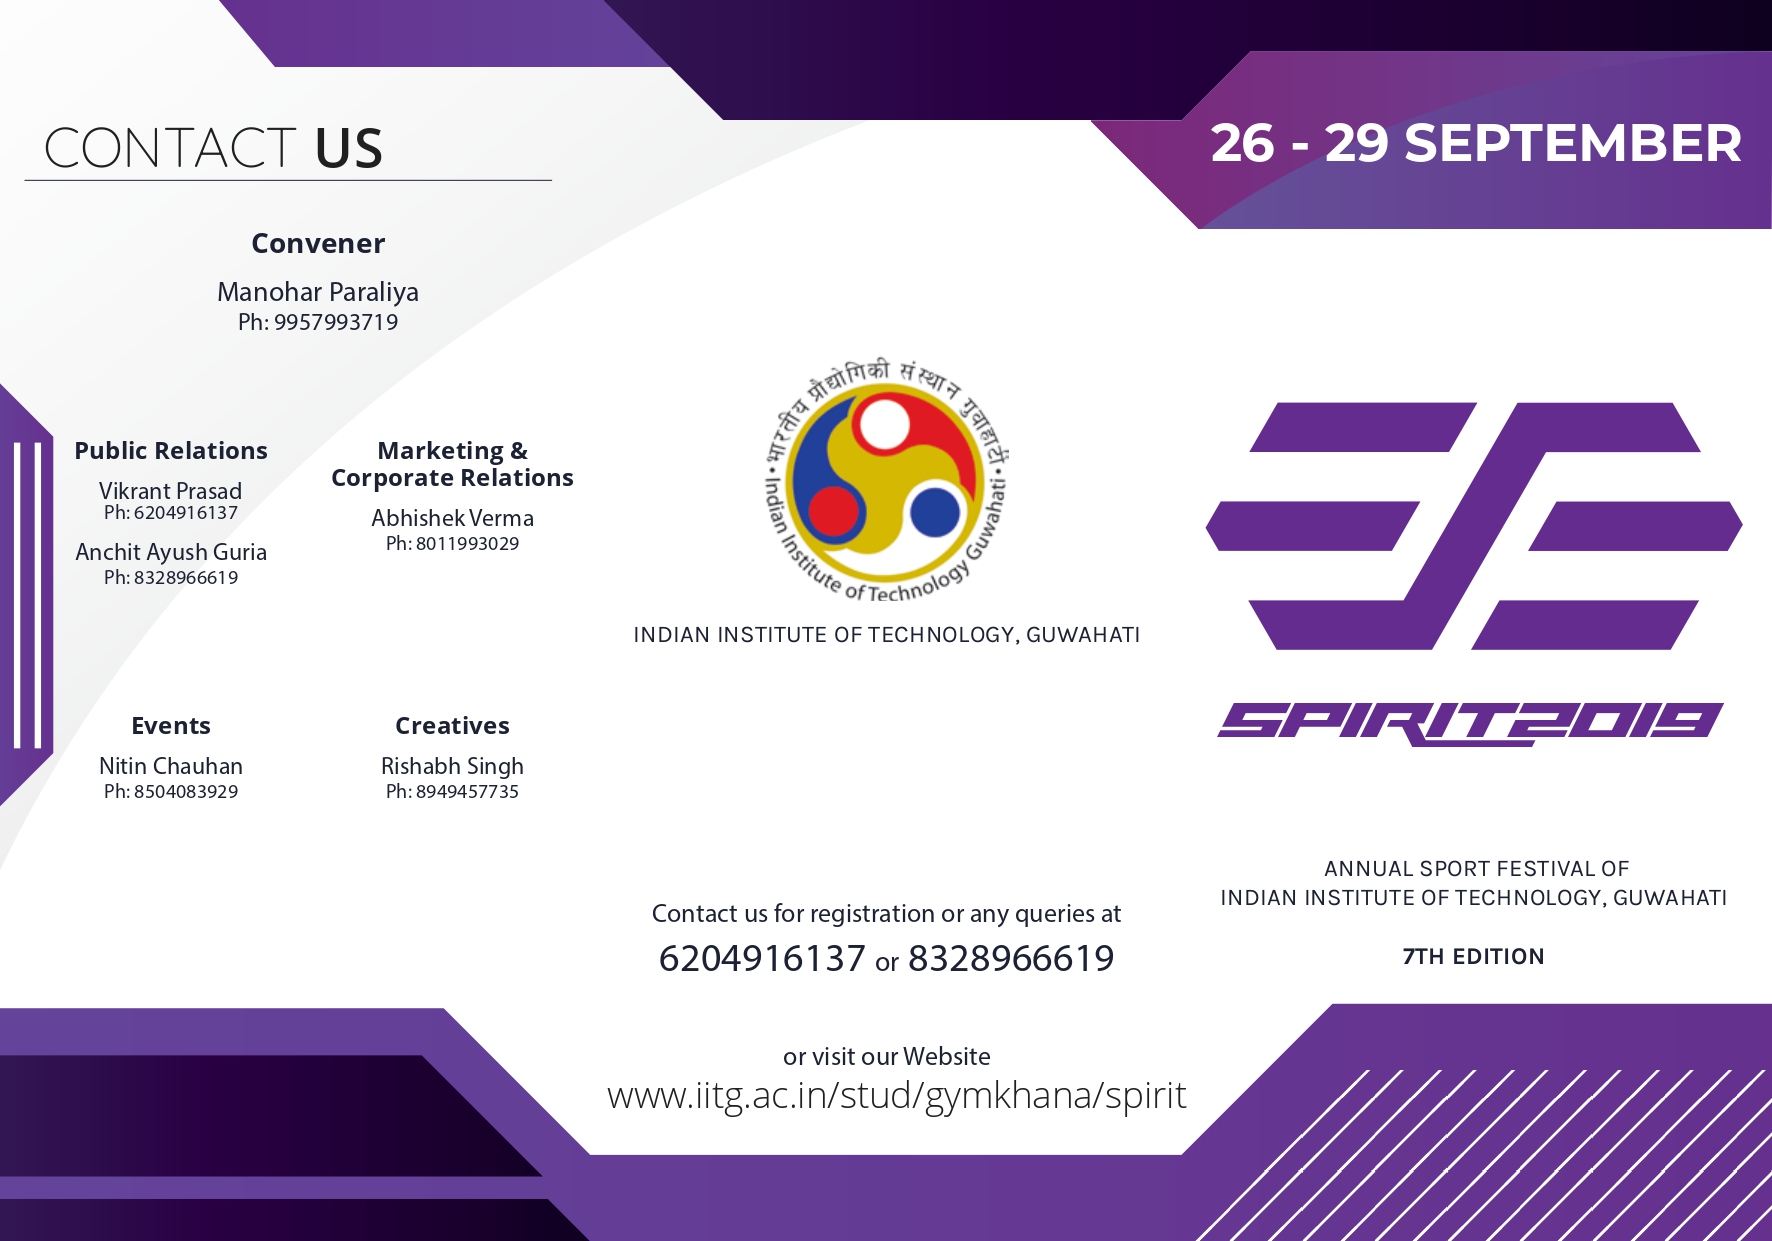 CONTACT US
Convener
Manohar Paraliya
Ph: 9957993719
Public Relations
Vikrant Prasad
Ph: 6204916137
Anchit Ayush Guria
Ph: 8328966619
Marketing &
Corporate Relations
Abhishek Verma
Ph: 8011993029
Events
Nitin Chauhan
Ph: 8504083929
Creatives
Rishabh Singh
Ph: 8949457735
भारतीय प्रौद्योगिकी संस्थान गुवाहाटी
Indian Institute of Technology Guwahati
INDIAN INSTITUTE OF TECHNOLOGY, GUWAHATI
Contact us for registration or any queries at
6204916137 or 8328966619
or visit our Website
www.iitg.ac.in/stud/gymkhana/spirit
26 - 29 SEPTEMBER
SPIRIT2019
ANNUAL SPORT FESTIVAL OF
INDIAN INSTITUTE OF TECHNOLOGY, GUWAHATI
7TH EDITION